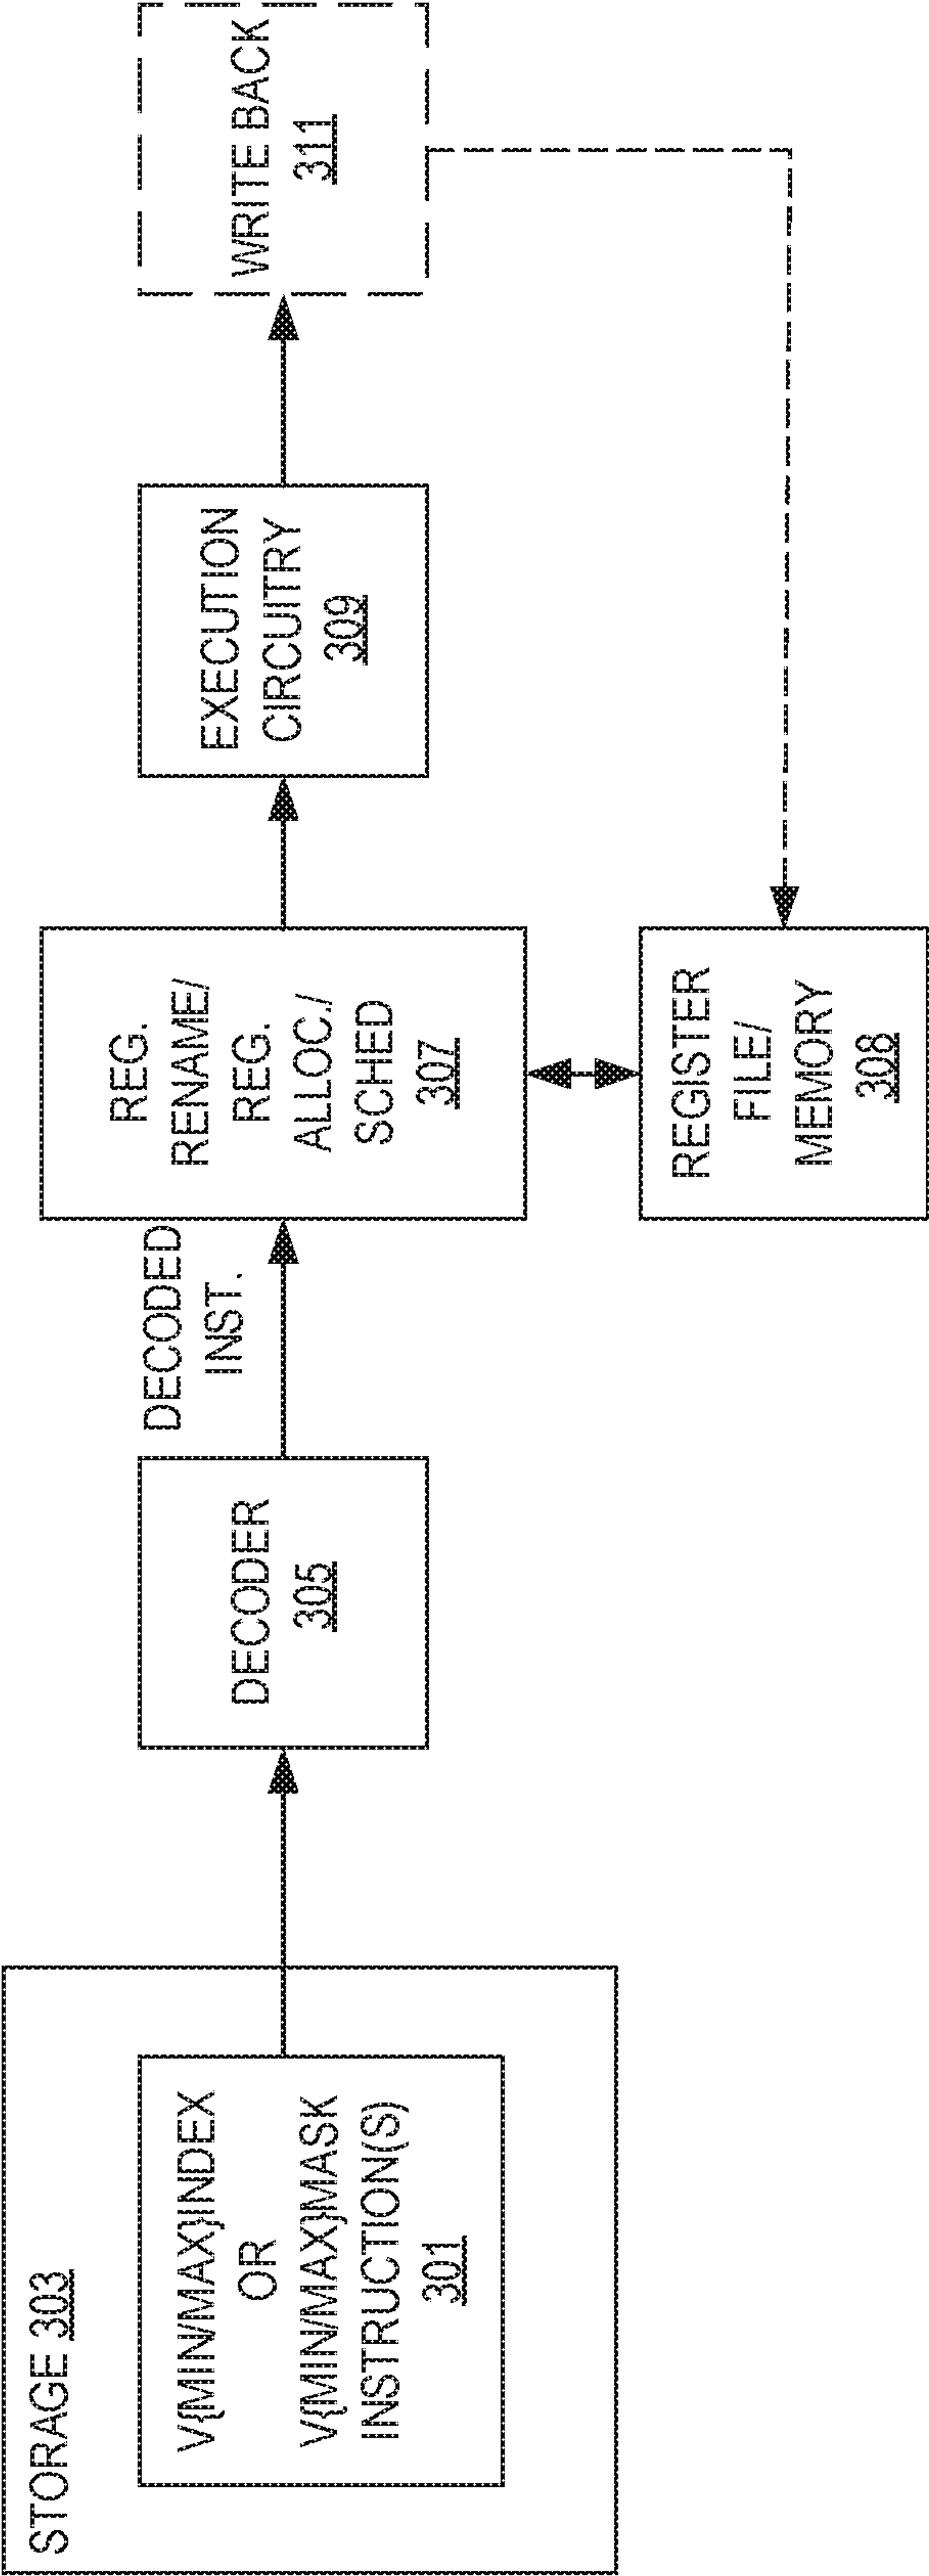 STORAGE 303
V{MIN/MAX}INDEX
OR
V{MIN/MAX}MASK
INSTRUCTION(S)
301
DECODER
305
DECODED
INST.
REG.
RENAME/
REG.
ALLOC./
SCHED
307
REGISTER
FILE/
MEMORY
308
EXECUTION
CIRCUITRY
309
WRITE BACK
311